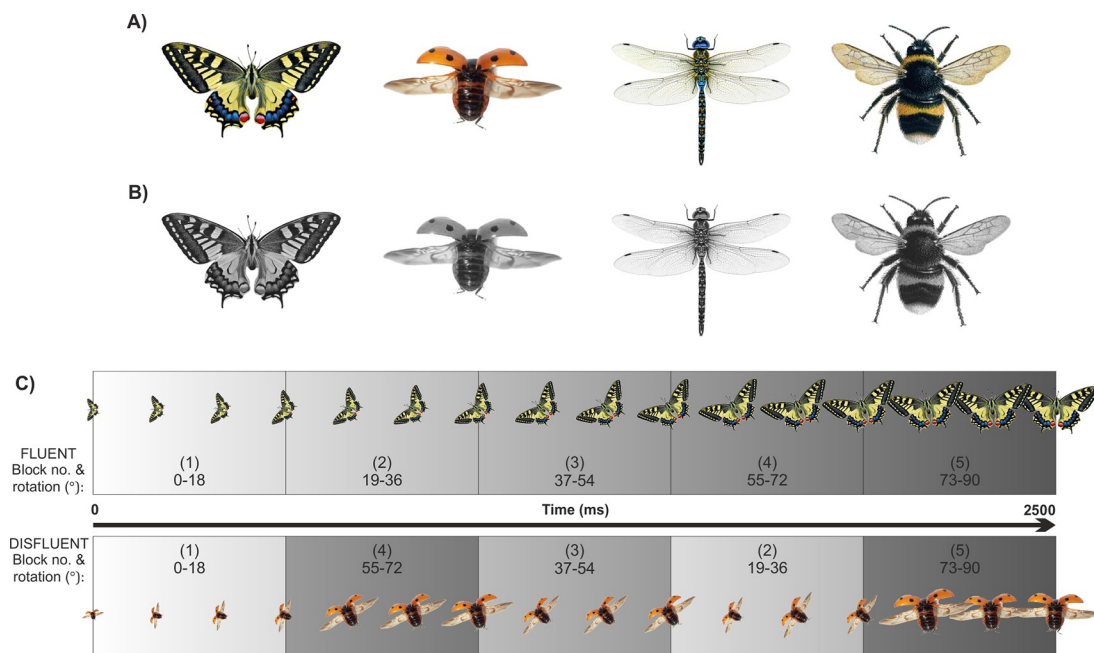 A)
B)
C)
FLUENT
Block no. &
rotation (°):
(1)
0-18
(2)
19-36
(3)
37-54
(4)
55-72
(5)
73-90
0
Time (ms)
2500
DISFLUENT
Block no. &
rotation (°):
(1)
0-18
(4)
55-72
(3)
37-54
(2)
19-36
(5)
73-90